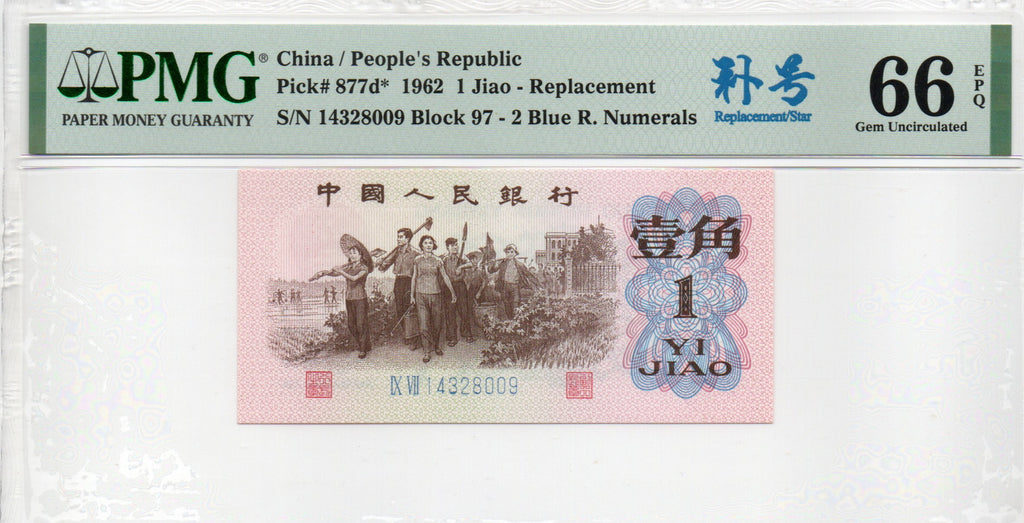 PMG®
PAPER MONEY GUARANTY
China / People's Republic
Pick# 877d* 1962 1 Jiao - Replacement
S/N 14328009 Block 97 - 2 Blue R. Numerals
补号
Replacement/Star
66
EPQ
Gem Uncirculated
中國人民銀行
壹角
1
YI
JIAO
IX VII 14328009